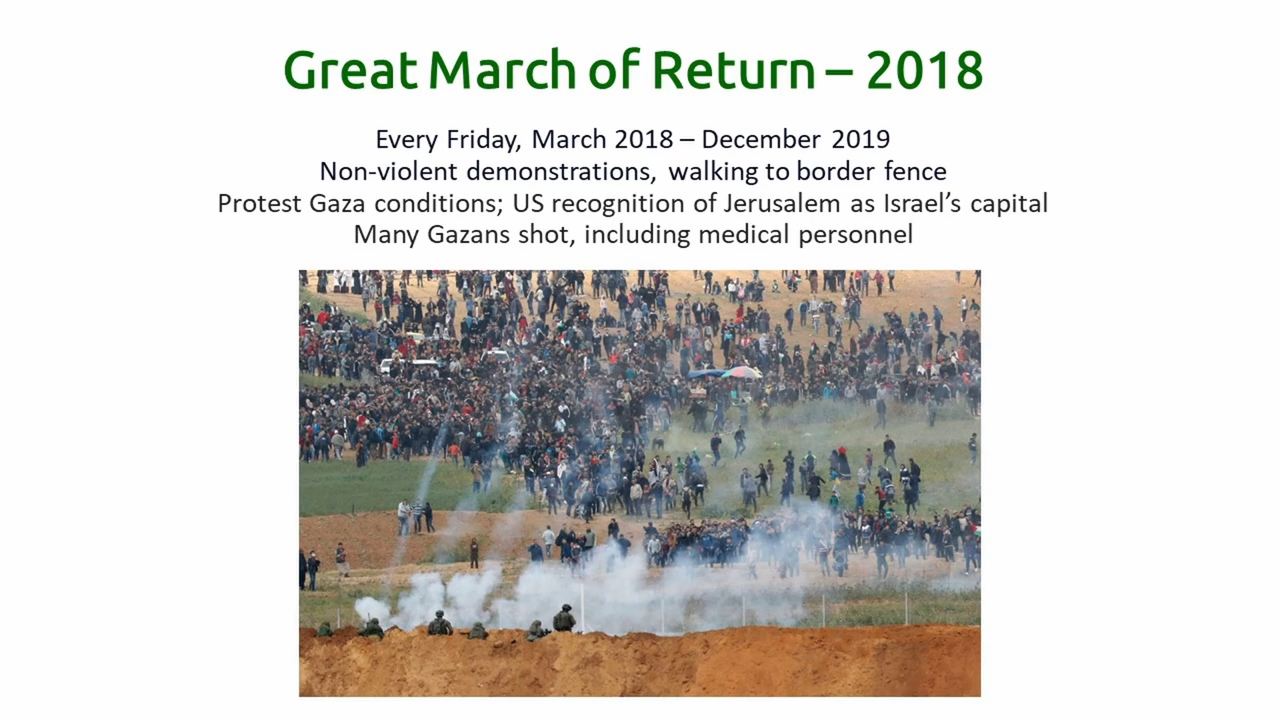 Great March of Return – 2018
Every Friday, March 2018 – December 2019
Non-violent demonstrations, walking to border fence
Protest Gaza conditions; US recognition of Jerusalem as Israel’s capital
Many Gazans shot, including medical personnel